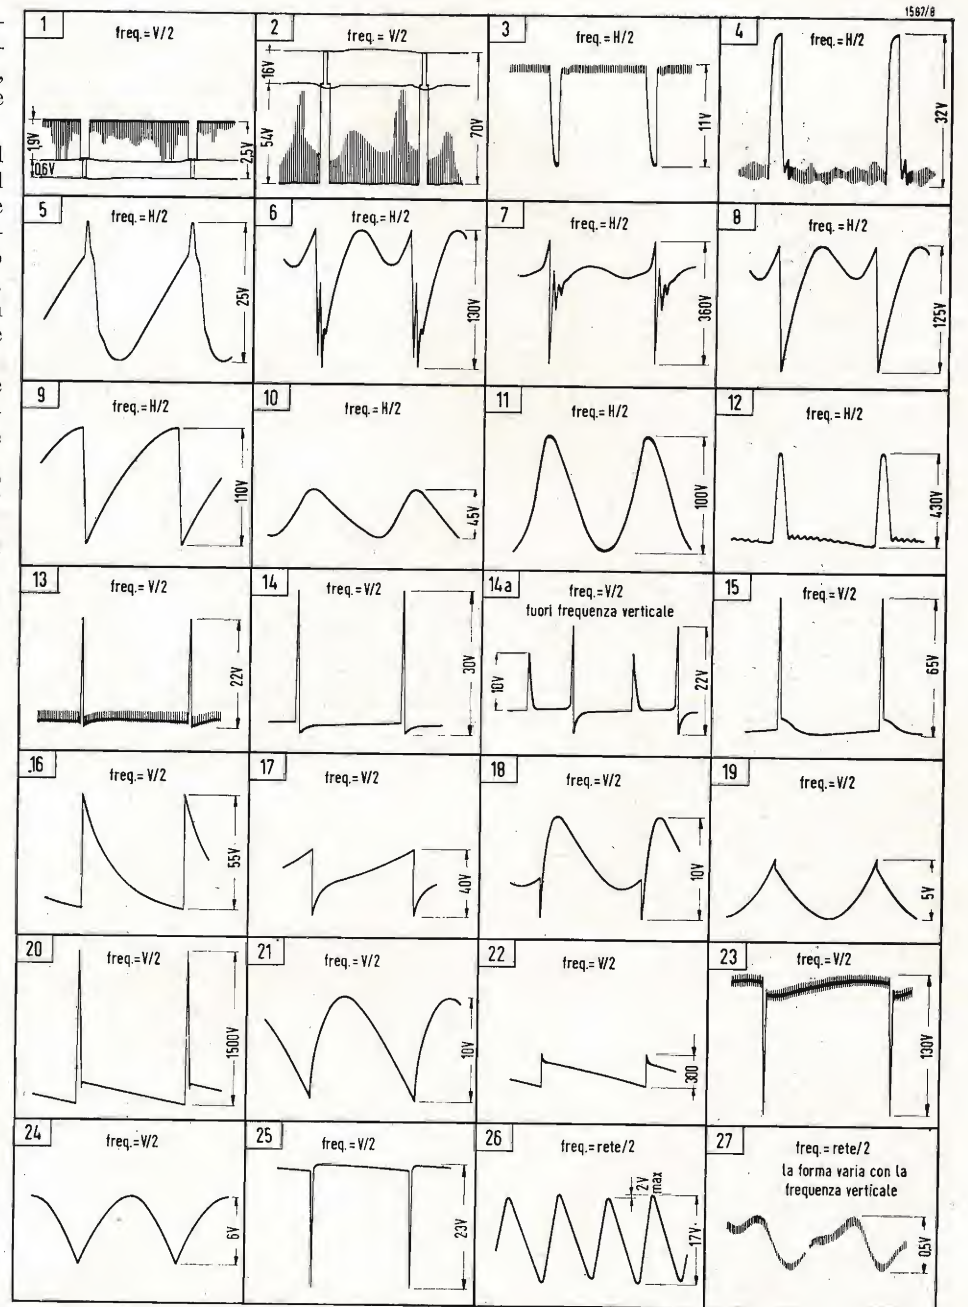 1587/8
1
freq.= V/2
1,9V
0,6V
2,5V
2
freq.= V/2
16V
54V
70V
3
freq.= H/2
11V
4
freq.=H/2
32V
5
freq.= H/2
25V
6
freq.= H/2
130V
7
freq.= H/2
360V
8
freq.= H/2
125V
9
freq.= H/2
110V
10
freq.= H/2
45V
11
freq.= H/2
100V
12
freq.= H/2
430V
13
freq.= V/2
22V
14
freq.= V/2
30V
14a
freq.= V/2
fuori frequenza verticale
10V
22V
15
freq.= V/2
65V
16
freq.= V/2
55V
17
freq.= V/2
40V
18
freq.= V/2
10V
19
freq.= V/2
5V
20
freq.=V/2
1500V
21
freq.= V/2
10V
22
freq.= V/2
300
23
freq.= V/2
130V
24
freq.=V/2
6V
25
freq.= V/2
23V
26
freq.=rete/2
2V
max
17V
27
freq.= rete/2
la forma varia con la
frequenza verticale
0,5V